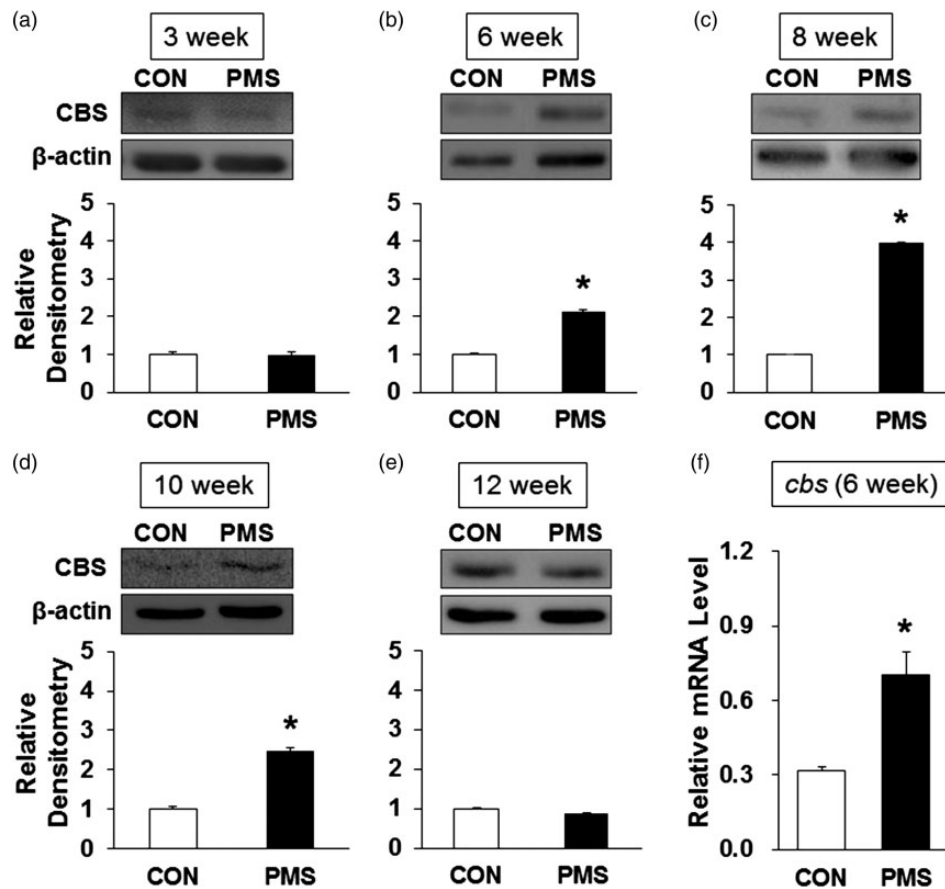 (a)
3 week
CON PMS
CBS
β-actin
Relative
Densitometry
5
4
3
2
1
0
CON PMS
(b)
6 week
CON PMS
5
4
3
2
1
0
*
CON PMS
(c)
8 week
CON PMS
5
4
3
2
1
0
*
CON PMS
(d)
10 week
CON PMS
CBS
β-actin
Relative
Densitometry
5
4
3
2
1
0
*
CON PMS
(e)
12 week
CON PMS
5
4
3
2
1
0
CON PMS
(f)
cbs (6 week)
Relative mRNA Level
1.2
0.9
0.6
0.3
0.0
*
CON PMS